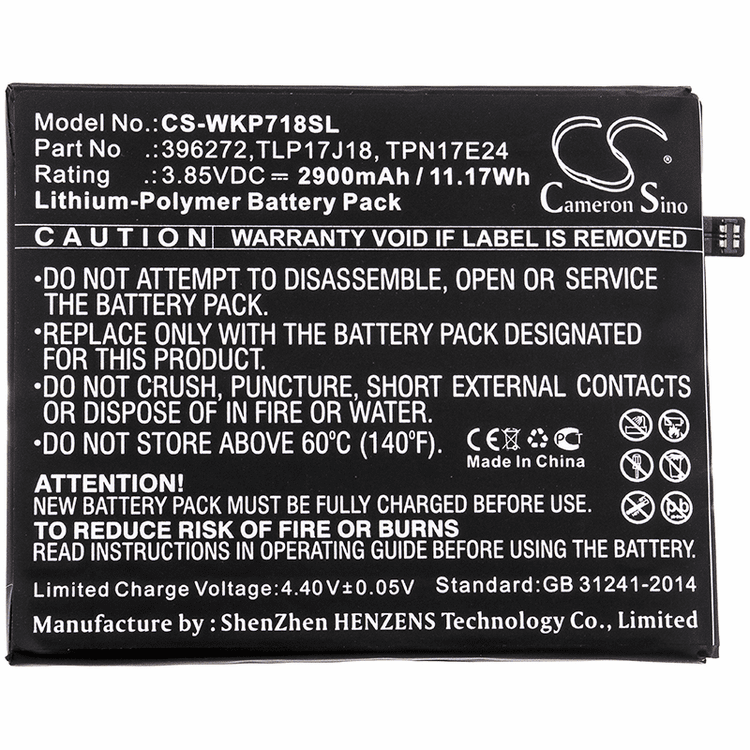 Model No.:CS-WKP718SL
Part No :396272,TLP17J18, TPN17E24
Rating :3.85VDC ⎓ 2900mAh / 11.17Wh
Lithium-Polymer Battery Pack
CS
Cameron Sino
CAUTION WARRANTY VOID IF LABEL IS REMOVED
•DO NOT ATTEMPT TO DISASSEMBLE, OPEN OR SERVICE
THE BATTERY PACK.
•REPLACE ONLY WITH THE BATTERY PACK DESIGNATED
FOR THIS PRODUCT.
•DO NOT CRUSH, PUNCTURE, SHORT EXTERNAL CONTACTS
OR DISPOSE OF IN FIRE OR WATER.
•DO NOT STORE ABOVE 60℃ (140℉).
CE
PC
Made In China
Pb
ATTENTION!
NEW BATTERY PACK MUST BE FULLY CHARGED BEFORE USE.
TO REDUCE RISK OF FIRE OR BURNS
READ INSTRUCTIONS IN OPERATING GUIDE BEFORE USING BATTERY.
Limited Charge Voltage:4.40V±0.05V Standard:GB 31241-2014
Manufacture by : ShenZhen HENZENS Technology Co., Limited